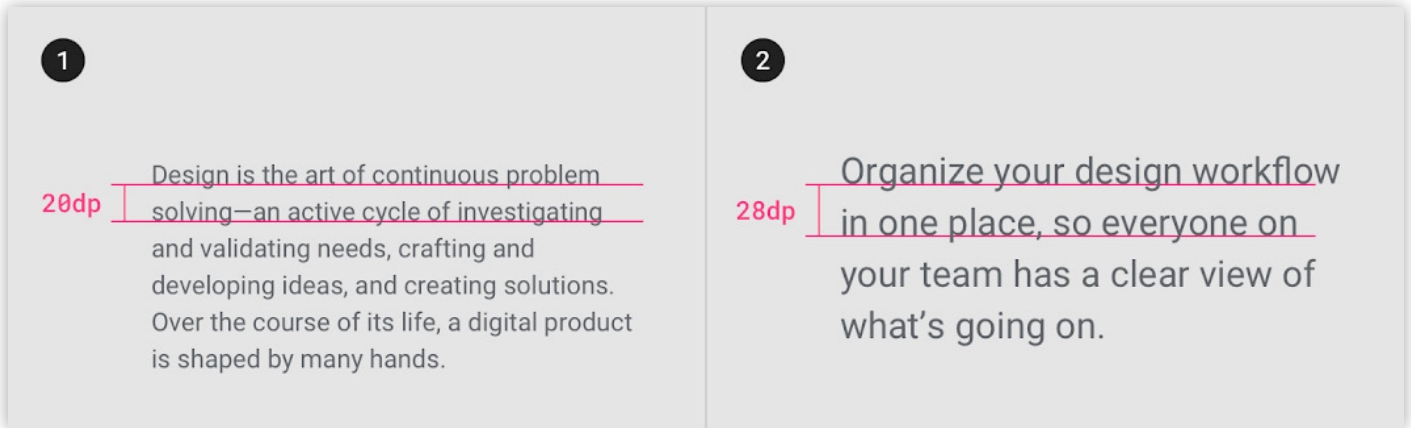 1
Design is the art of continuous problem
20dp
solving—an active cycle of investigating
and validating needs, crafting and
developing ideas, and creating solutions.
Over the course of its life, a digital product
is shaped by many hands.
2
Organize your design workflow
28dp
in one place, so everyone on
your team has a clear view of
what’s going on.